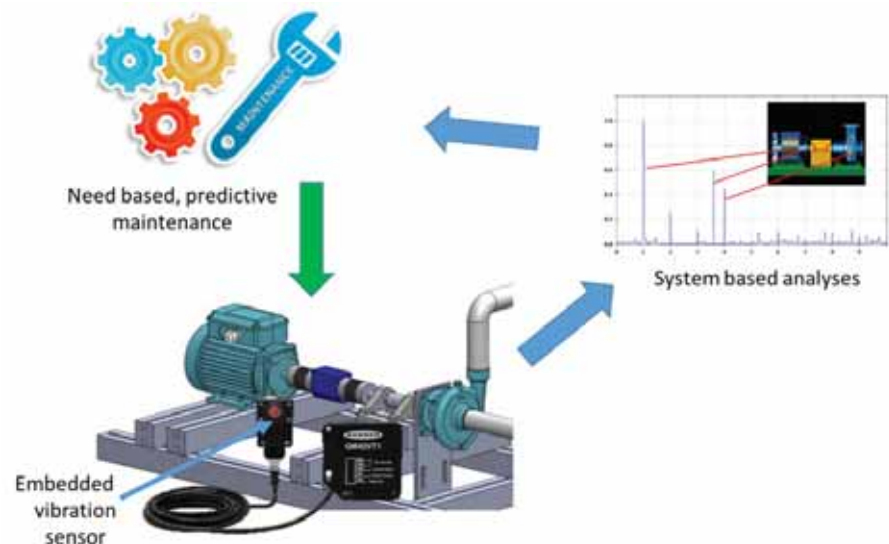 MAINTENANCE
Need based, predictive
maintenance
System based analyses
Embedded
vibration
sensor